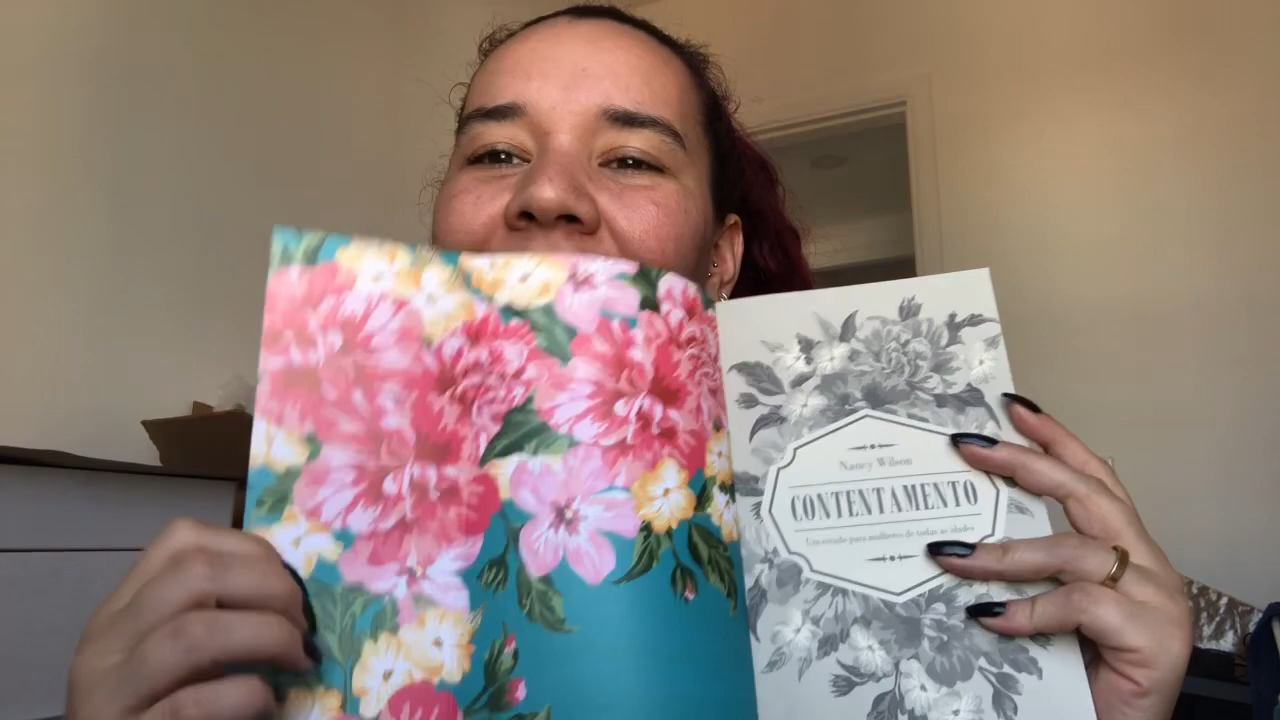 Nancy Wilson
CONTENTAMENTO
Um estudo para mulheres de todas as idades